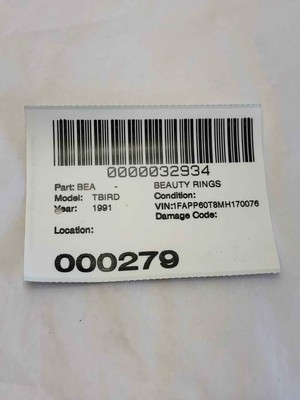 0000032934
Part: BEA - BEAUTY RINGS
Model: TBIRD Condition:
Year: 1991 VIN:1FAPP60T8MH170076
Damage Code:
Location:
000279